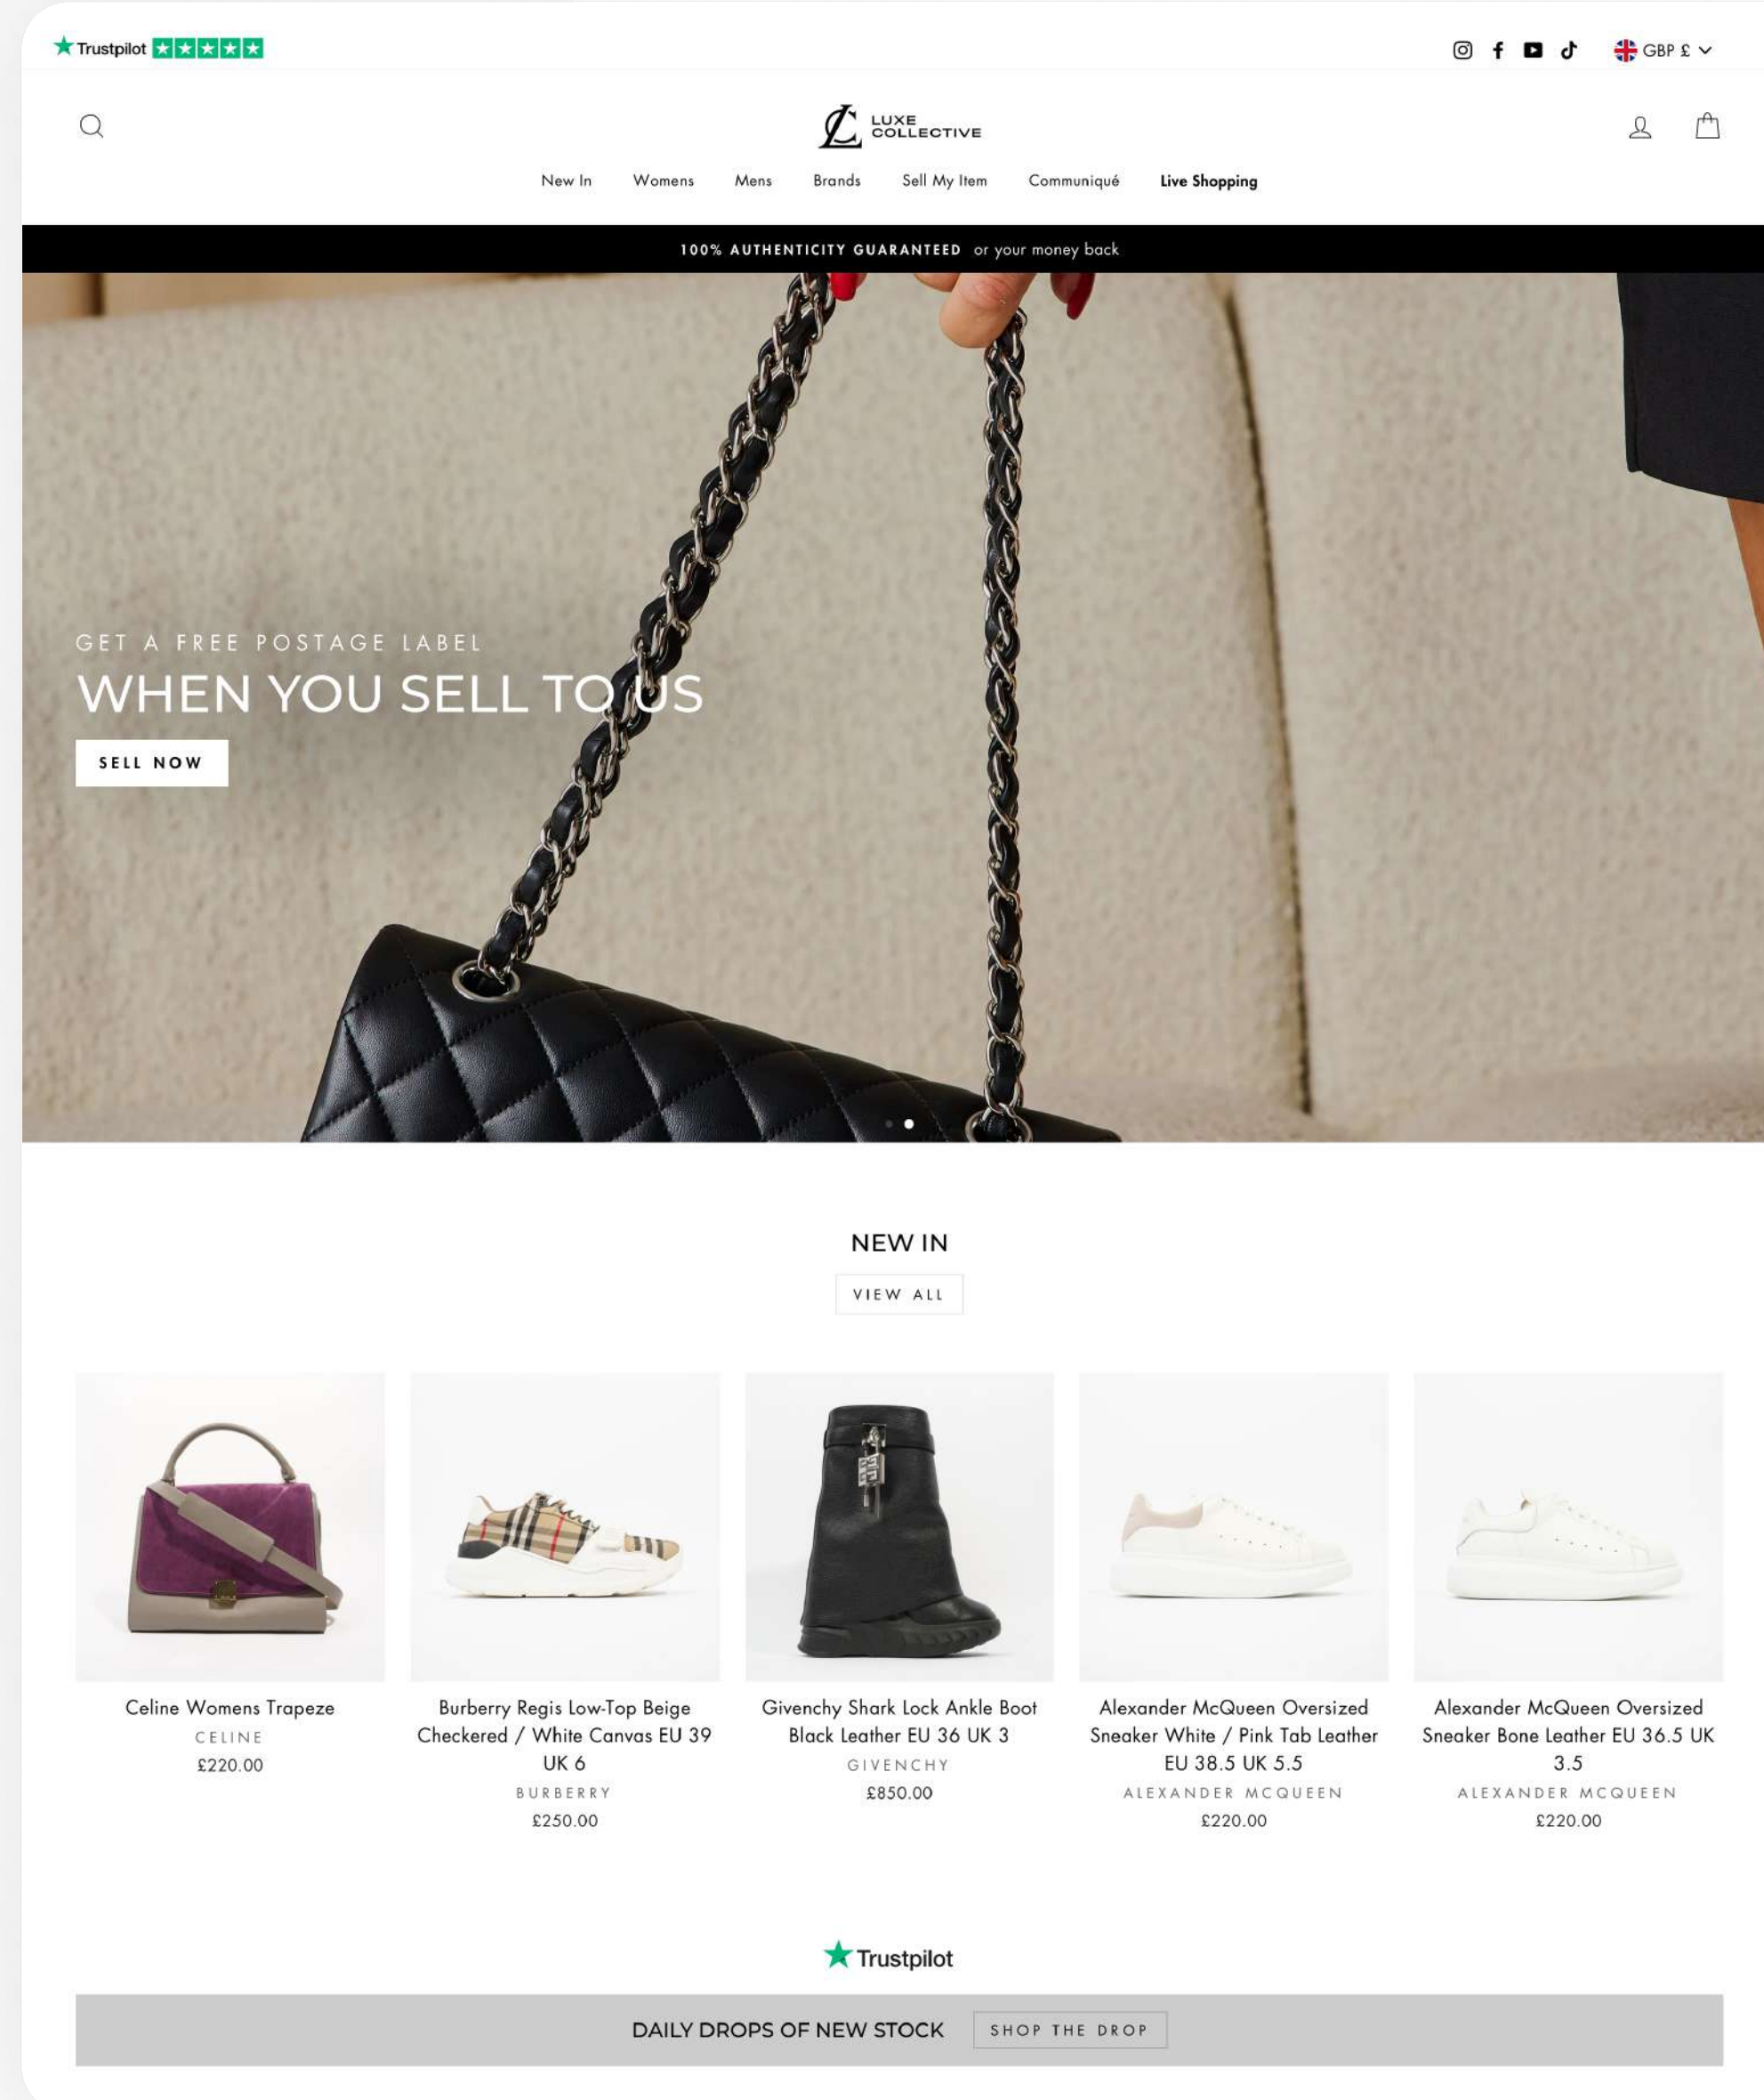 Trustpilot
GBP £
LUXE
COLLECTIVE
New In Womens Mens Brands Sell My Item Communiqué Live Shopping
100% AUTHENTICITY GUARANTEED or your money back
GET A FREE POSTAGE LABEL
WHEN YOU SELL TO US
SELL NOW
NEW IN
VIEW ALL
Celine Womens Trapeze
CELINE
£220.00
Burberry Regis Low-Top Beige
Checkered / White Canvas EU 39
UK 6
BURBERRY
£250.00
Givenchy Shark Lock Ankle Boot
Black Leather EU 36 UK 3
GIVENCHY
£850.00
Alexander McQueen Oversized
Sneaker White / Pink Tab Leather
EU 38.5 UK 5.5
ALEXANDER MCQUEEN
£220.00
Alexander McQueen Oversized
Sneaker Bone Leather EU 36.5 UK
3.5
ALEXANDER MCQUEEN
£220.00
Trustpilot
DAILY DROPS OF NEW STOCK SHOP THE DROP